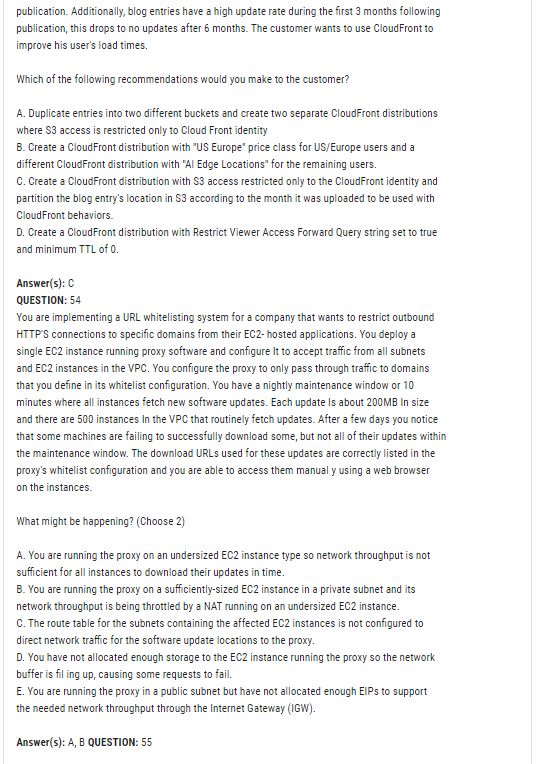 publication. Additionally, blog entries have a high update rate during the first 3 months following
publication, this drops to no updates after 6 months. The customer wants to use CloudFront to
improve his user's load times.
Which of the following recommendations would you make to the customer?
A. Duplicate entries into two different buckets and create two separate CloudFront distributions
where S3 access is restricted only to Cloud Front identity
B. Create a CloudFront distribution with "US Europe" price class for US/Europe users and a
different CloudFront distribution with "AI Edge Locations" for the remaining users.
C. Create a CloudFront distribution with S3 access restricted only to the CloudFront identity and
partition the blog entry's location in S3 according to the month it was uploaded to be used with
CloudFront behaviors.
D. Create a CloudFront distribution with Restrict Viewer Access Forward Query string set to true
and minimum TTL of 0.
Answer(s): C
QUESTION: 54
You are implementing a URL whitelisting system for a company that wants to restrict outbound
HTTP'S connections to specific domains from their EC2- hosted applications. You deploy a
single EC2 instance running proxy software and configure It to accept traffic from all subnets
and EC2 instances in the VPC. You configure the proxy to only pass through traffic to domains
that you define in its whitelist configuration. You have a nightly maintenance window or 10
minutes where all instances fetch new software updates. Each update Is about 200MB In size
and there are 500 instances In the VPC that routinely fetch updates. After a few days you notice
that some machines are failing to successfully download some, but not all of their updates within
the maintenance window. The download URLs used for these updates are correctly listed in the
proxy's whitelist configuration and you are able to access them manual y using a web browser
on the instances.
What might be happening? (Choose 2)
A. You are running the proxy on an undersized EC2 instance type so network throughput is not
sufficient for all instances to download their updates in time.
B. You are running the proxy on a sufficiently-sized EC2 instance in a private subnet and its
network throughput is being throttled by a NAT running on an undersized EC2 instance.
C. The route table for the subnets containing the affected EC2 instances is not configured to
direct network traffic for the software update locations to the proxy.
D. You have not allocated enough storage to the EC2 instance running the proxy so the network
buffer is fil ing up, causing some requests to fail.
E. You are running the proxy in a public subnet but have not allocated enough EIPs to support
the needed network throughput through the Internet Gateway (IGW).
Answer(s): A, B QUESTION: 55